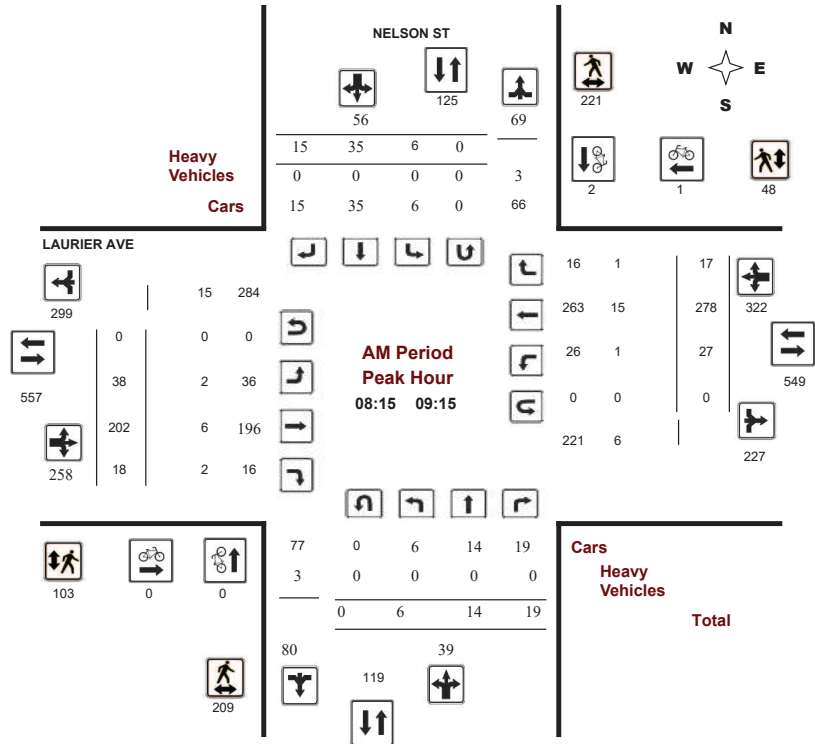 NELSON ST
N
W E
S
125
221
56
69
15 35 6 0
Heavy
Vehicles
0 0 0 0 3
2 1 48
Cars
15 35 6 0 66
LAURIER AVE
16 1 17
299
15 284
263 15 278
322
0 0 0
AM Period
Peak Hour
08:15 09:15
26 1 27
549
557
38 2 36
0 0 0
202 6 196
221 6
227
258
18 2 16
77 0 6 14 19
Cars
3 0 0 0 0
Heavy
Vehicles
103 0 0
0 6 14 19
Total
80
39
119
209